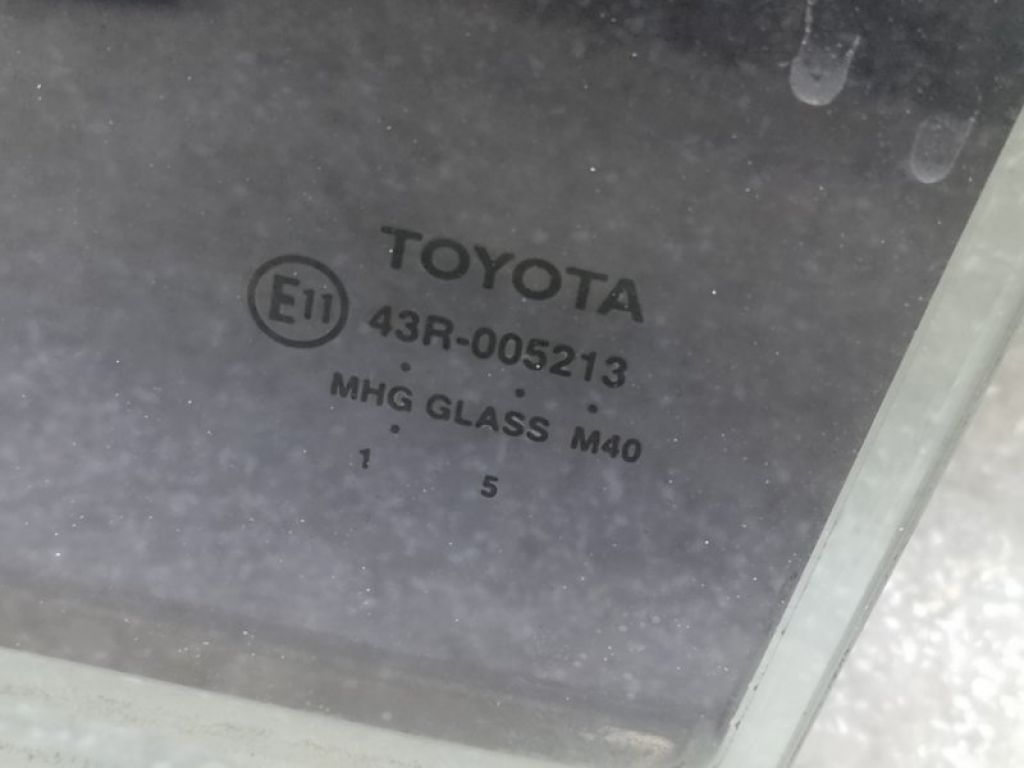 TOYOTA
E11 43R-005213
MHG GLASS M40
1 5